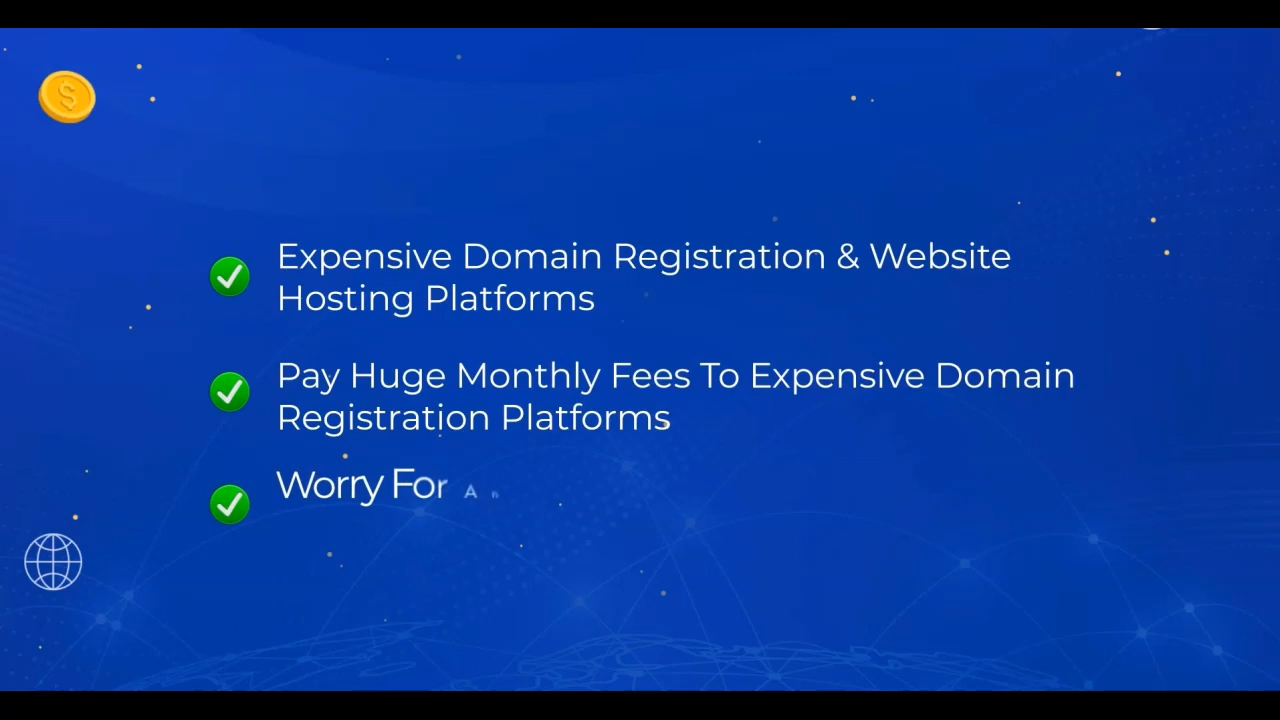 Expensive Domain Registration & Website
Hosting Platforms
Pay Huge Monthly Fees To Expensive Domain
Registration Platforms
Worry For